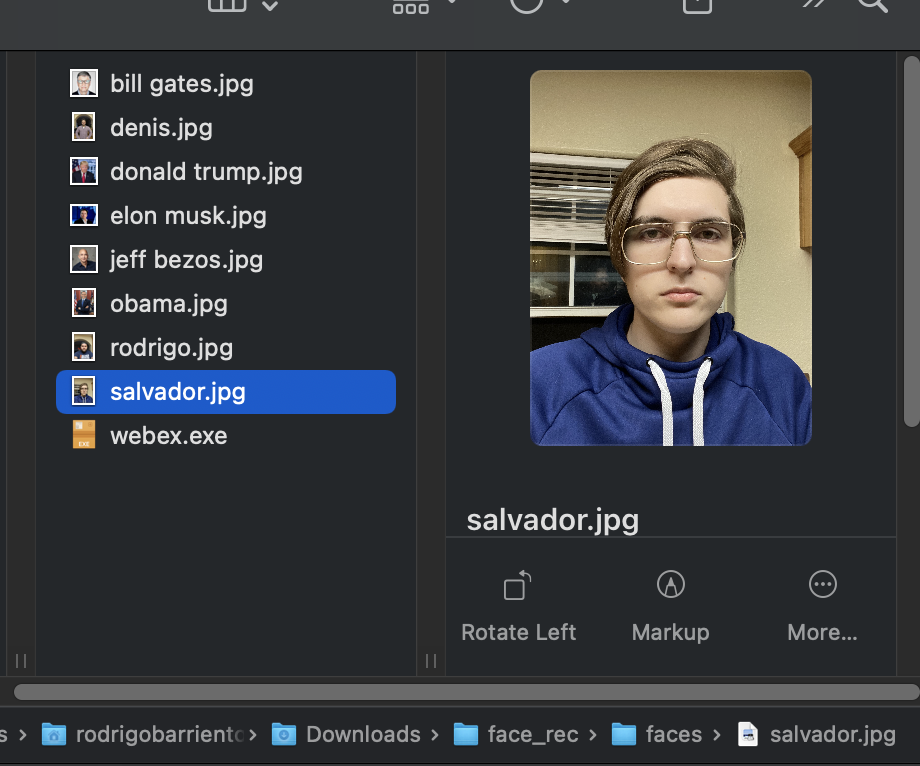 bill gates.jpg
denis.jpg
donald trump.jpg
elon musk.jpg
jeff bezos.jpg
obama.jpg
rodrigo.jpg
salvador.jpg
EXE
webex.exe
salvador.jpg
Rotate Left
Markup
More...
s › rodrigobarriento › Downloads › face_rec › faces › salvador.jpg